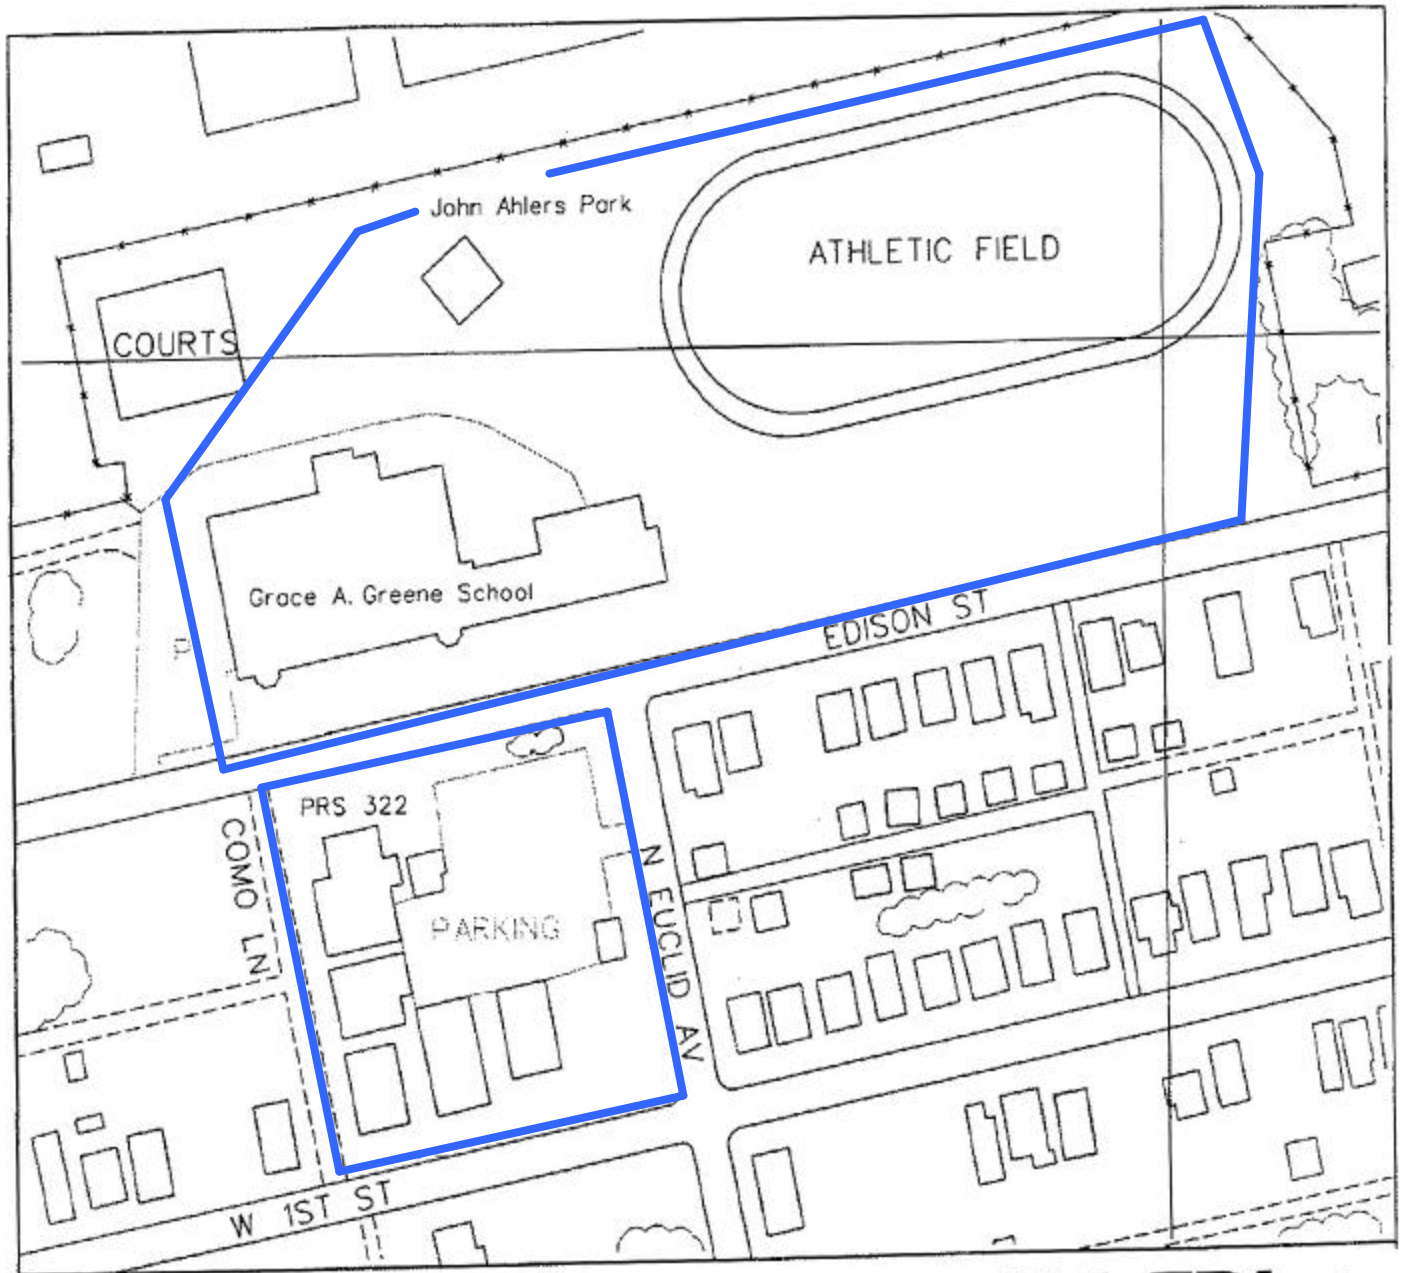 John Ahlers Park
ATHLETIC FIELD
COURTS
Grace A. Greene School
P
EDISON ST
PRS 322
COMO LN
PARKING
N EUCLID AV
W 1ST ST